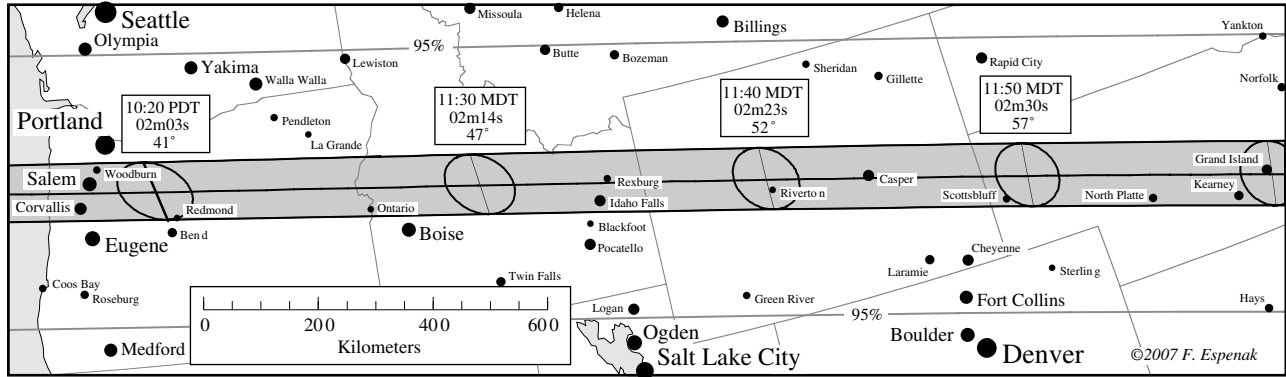 Seattle
Missoula
Helena
Billings
Yankton
Olympia
95%
Butte
Bozeman
Lewiston
Sheridan
Rapid City
Yakima
Walla Walla
Gillette
Norfolk
10:20 PDT
02m03s
41°
11:30 MDT
02m14s
47°
11:40 MDT
02m23s
52°
11:50 MDT
02m30s
57°
Portland
Pendleton
La Grande
Woodburn
Salem
Rexburg
Casper
Grand Island
Corvallis
Redmond
Ontario
Idaho Falls
Riverton
Scottsbluff
North Platte
Kearney
Eugene
Bend
Boise
Blackfoot
Pocatello
Cheyenne
Laramie
Sterling
Coos Bay
Roseburg
Twin Falls
Logan
Green River
Fort Collins
Hays
0 200 400 600
Kilometers
95%
Medford
Ogden
Boulder
Salt Lake City
Denver
©2007 F. Espenak